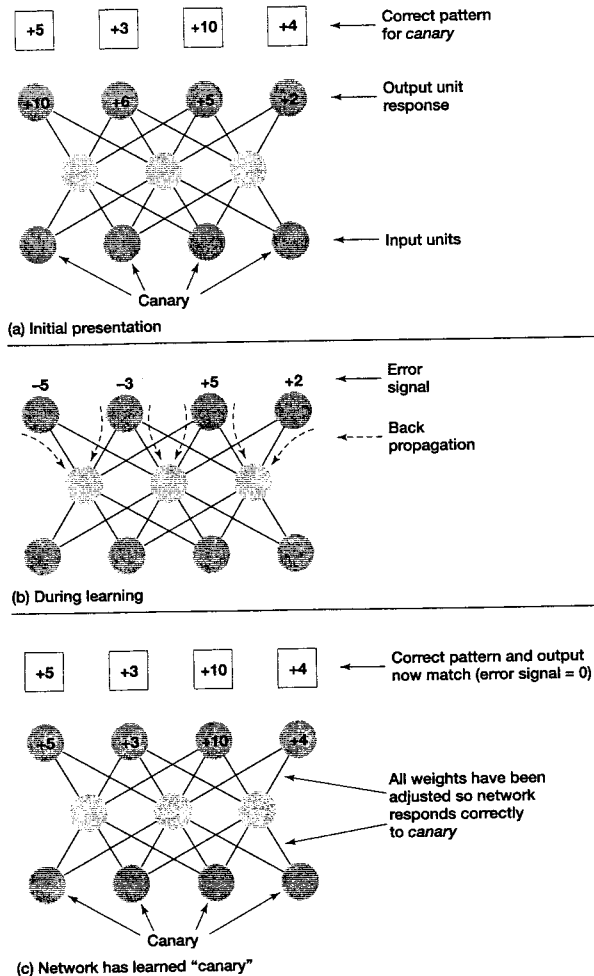 +5 +3 +10 +4
Correct pattern
for canary
+10 +6 +5 +2
Output unit
response
Input units
Canary
(a) Initial presentation
−5 −3 +5 +2
Error
signal
Back
propagation
(b) During learning
+5 +3 +10 +4
Correct pattern and output
now match (error signal = 0)
+5 +3 +10 +4
All weights have been
adjusted so network
responds correctly
to canary
Canary
(c) Network has learned “canary”